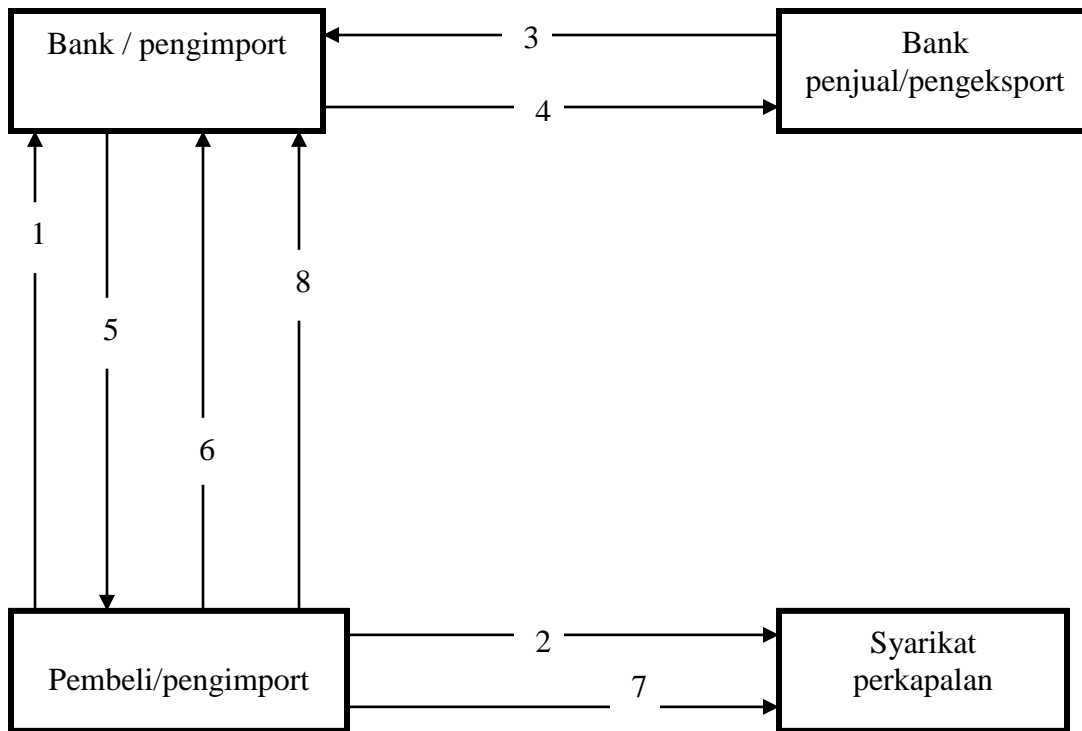 Bank / pengimport
3
Bank
penjual/pengeksport
4
1
8
5
6
2
Syarikat
perkapalan
Pembeli/pengimport
7